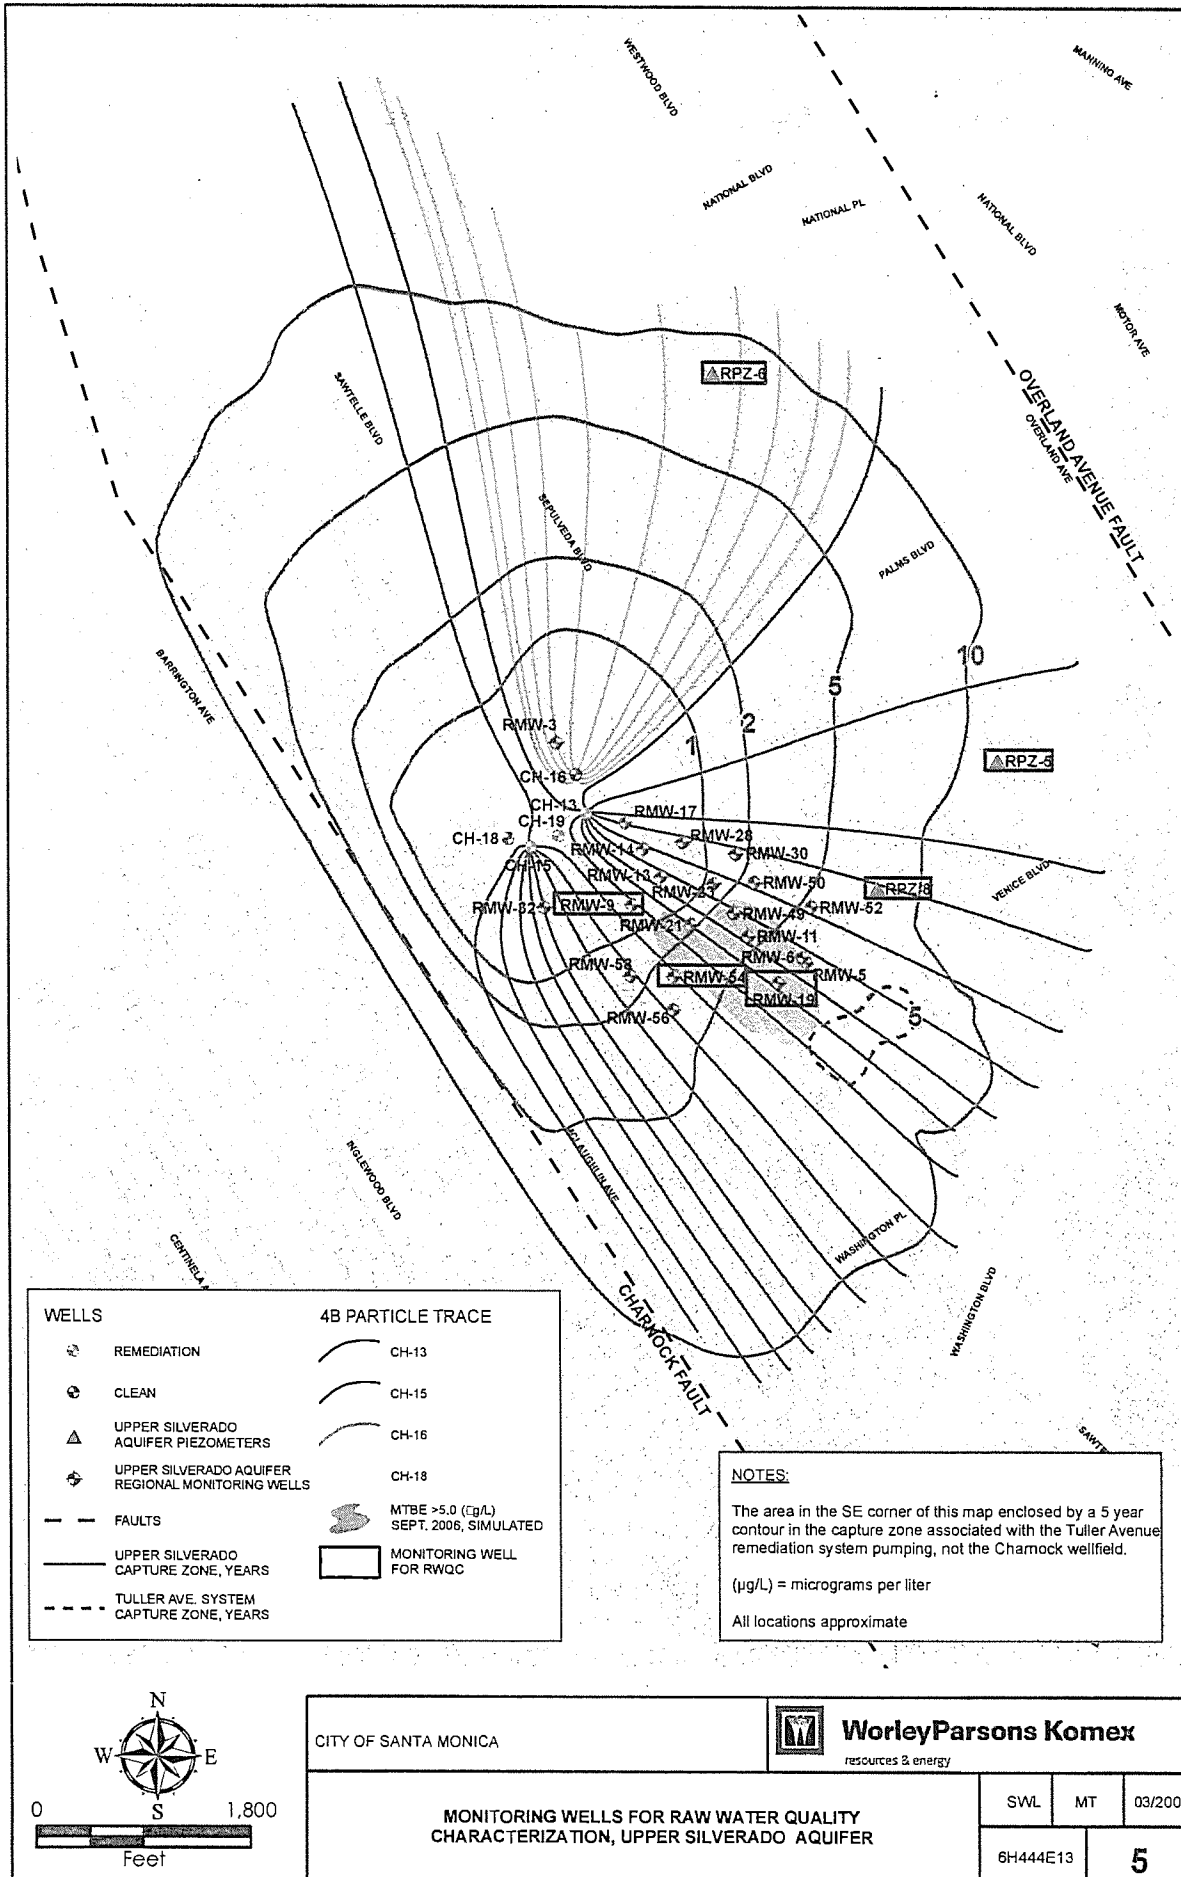 WESTWOOD BLVD
MANNING AVE
NATIONAL BLVD
NATIONAL PL
NATIONAL BLVD
MOTOR AVE
RPZ-6
SAWTELLE BLVD
OVERLAND AVENUE FAULT
OVERLAND AVE
SEPULVEDA BLVD
PALMS BLVD
BARRINGTON AVE
10
5
2
1
RMW-3
RPZ-5
CH-16
CH-13
RMW-17
CH-19
CH-18
RMW-28
RMW-14
RMW-30
CH-15
RMW-13
RMW-23
RMW-50
RPZ-8
VENICE BLVD
RMW-32
RMW-9
RMW-49
RMW-52
RMW-21
RMW-11
RMW-6
RMW-53
RMW-54
RMW-5
RMW-19
RMW-56
5
INGLEWOOD BLVD
MCLAUGHLIN AVE
WASHINGTON PL
CENTINELA A
WASHINGTON BLVD
CHARNOCK FAULT
SAWTE
WELLS
REMEDIATION
CLEAN
UPPER SILVERADO
AQUIFER PIEZOMETERS
UPPER SILVERADO AQUIFER
REGIONAL MONITORING WELLS
FAULTS
UPPER SILVERADO
CAPTURE ZONE, YEARS
TULLER AVE. SYSTEM
CAPTURE ZONE, YEARS
4B PARTICLE TRACE
CH-13
CH-15
CH-16
CH-18
MTBE >5.0 (□g/L)
SEPT. 2006, SIMULATED
MONITORING WELL
FOR RWQC
NOTES:
The area in the SE corner of this map enclosed by a 5 year
contour in the capture zone associated with the Tuller Avenue
remediation system pumping, not the Charnock wellfield.
(µg/L) = micrograms per liter
All locations approximate
N
W E
S
0 1,800
Feet
CITY OF SANTA MONICA
WorleyParsons Komex
resources & energy
MONITORING WELLS FOR RAW WATER QUALITY
CHARACTERIZATION, UPPER SILVERADO AQUIFER
SWL MT 03/200
6H444E13 5